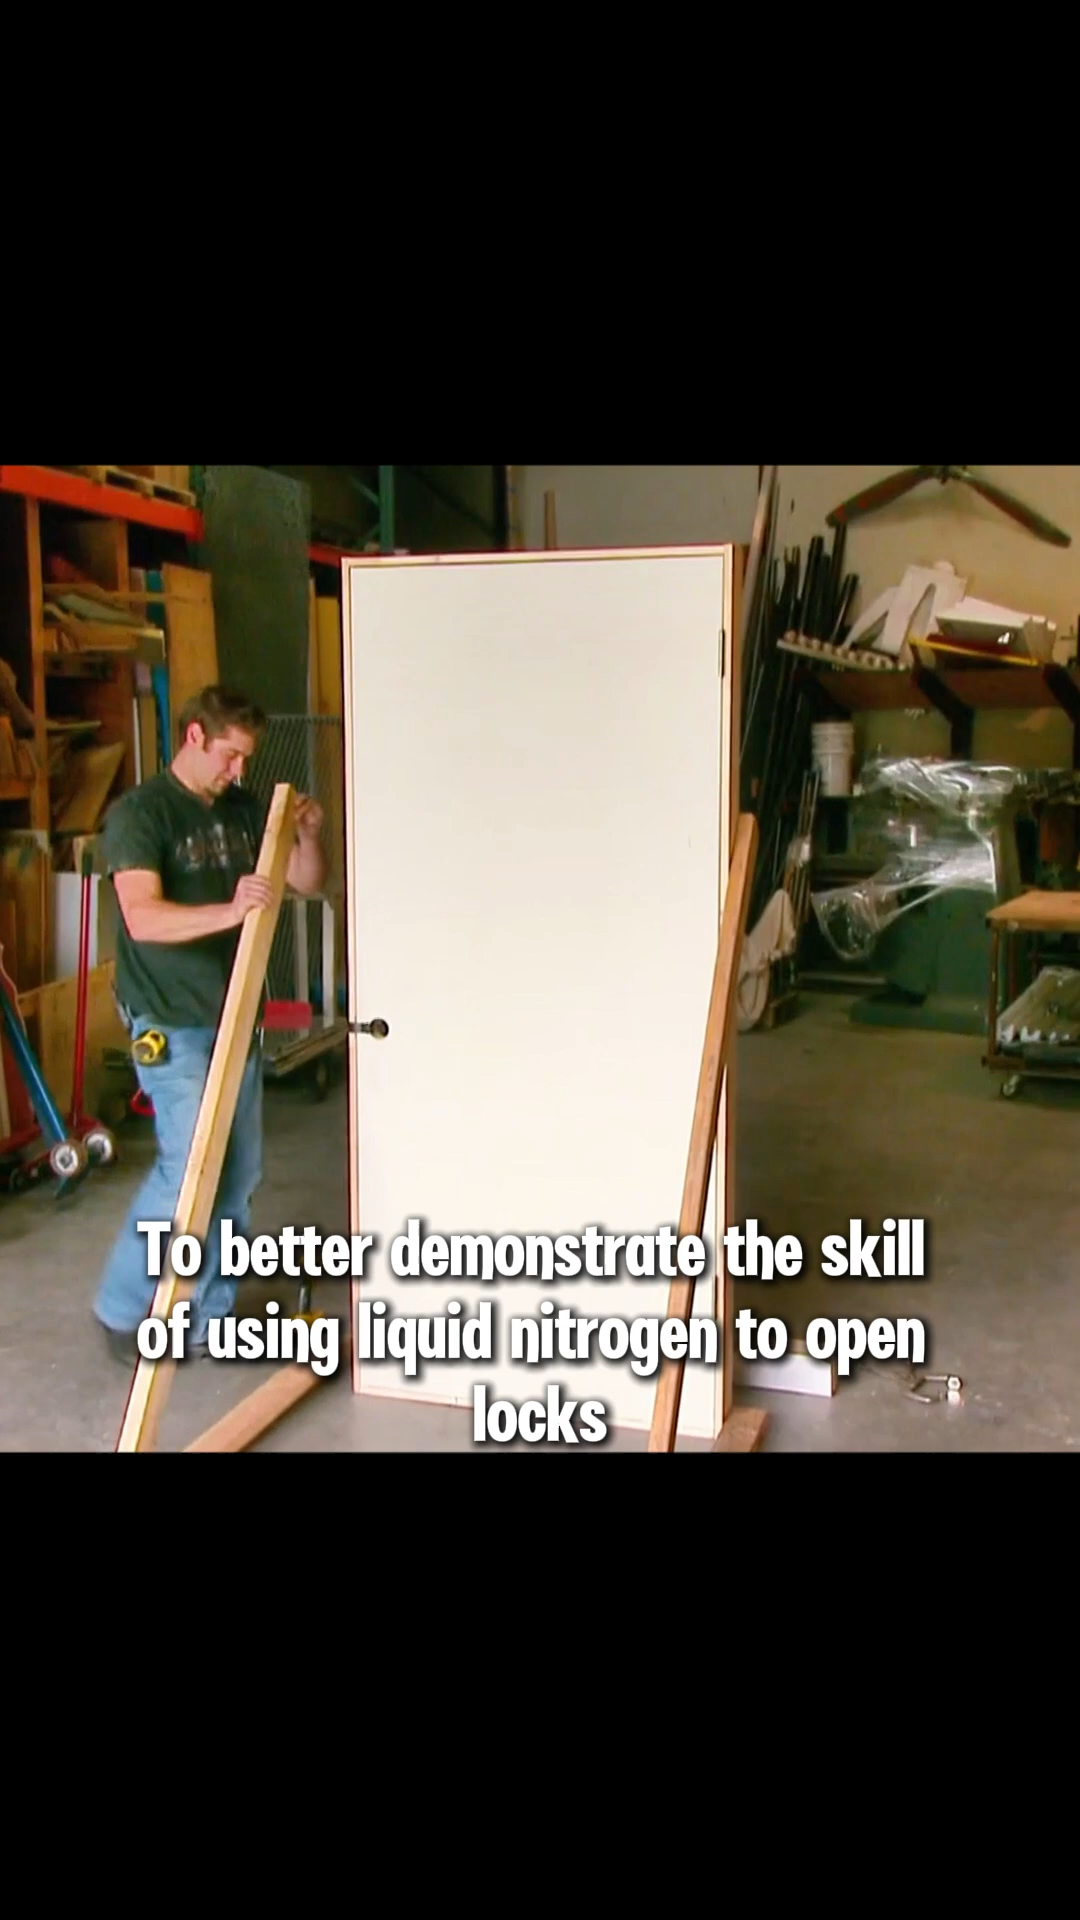 To better demonstrate the skill
of using liquid nitrogen to open
locks